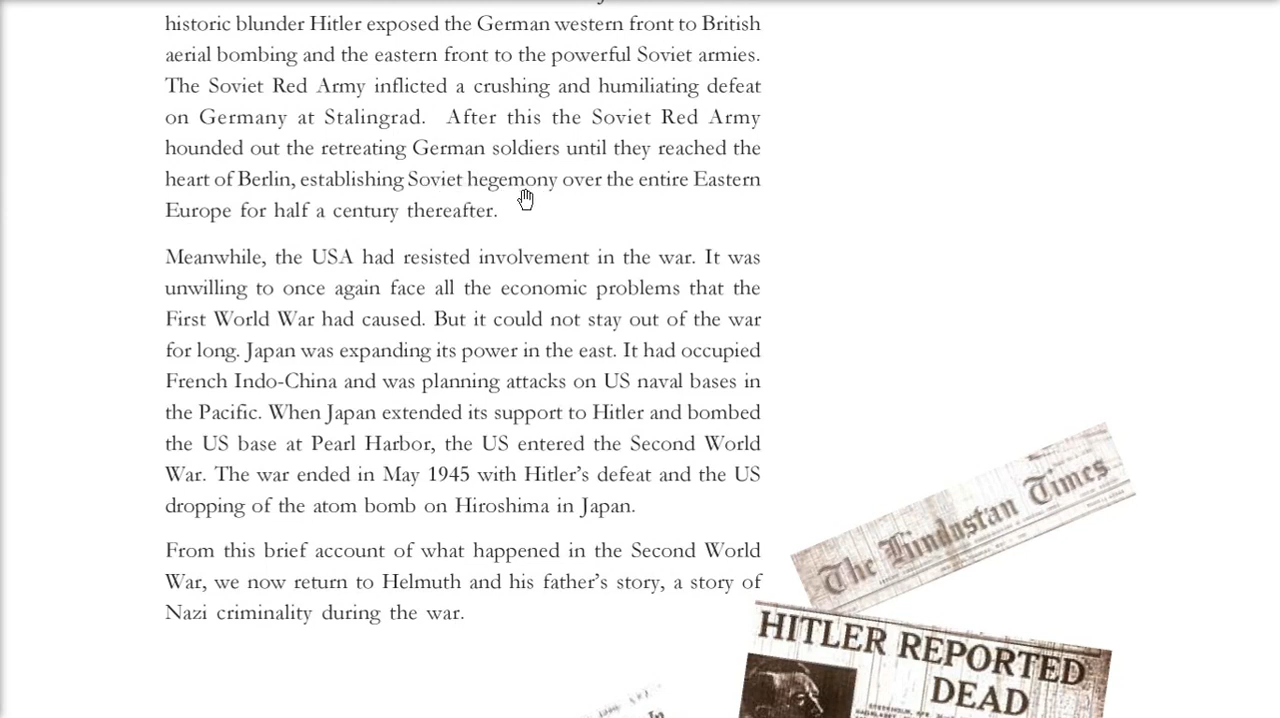 historic blunder Hitler exposed the German western front to British
aerial bombing and the eastern front to the powerful Soviet armies.
The Soviet Red Army inflicted a crushing and humiliating defeat
on Germany at Stalingrad. After this the Soviet Red Army
hounded out the retreating German soldiers until they reached the
heart of Berlin, establishing Soviet hegemony over the entire Eastern
Europe for half a century thereafter.
Meanwhile, the USA had resisted involvement in the war. It was
unwilling to once again face all the economic problems that the
First World War had caused. But it could not stay out of the war
for long. Japan was expanding its power in the east. It had occupied
French Indo-China and was planning attacks on US naval bases in
the Pacific. When Japan extended its support to Hitler and bombed
the US base at Pearl Harbor, the US entered the Second World
War. The war ended in May 1945 with Hitler's defeat and the US
dropping of the atom bomb on Hiroshima in Japan.
From this brief account of what happened in the Second World
War, we now return to Helmuth and his father's story, a story of
Nazi criminality during the war.
The Hindustan Times
HITLER REPORTED
DEAD